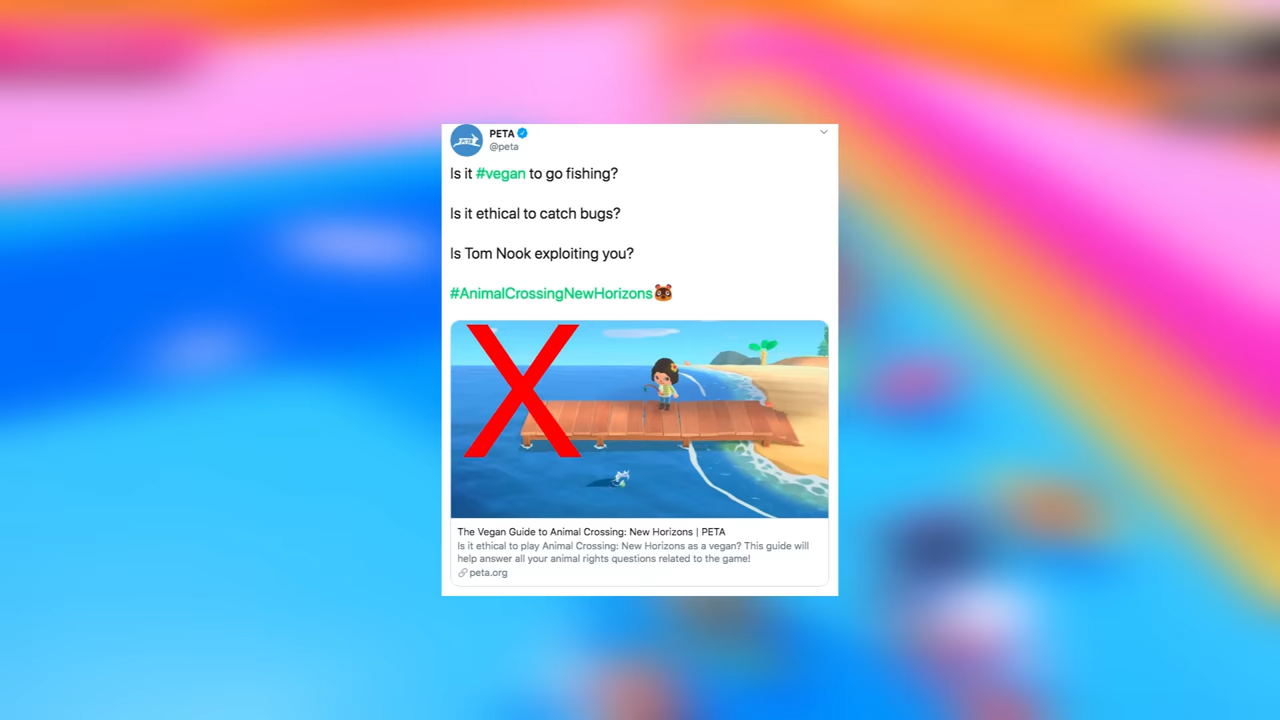 PETA
@peta
Is it #vegan to go fishing?
Is it ethical to catch bugs?
Is Tom Nook exploiting you?
#AnimalCrossingNewHorizons
X
The Vegan Guide to Animal Crossing: New Horizons | PETA
Is it ethical to play Animal Crossing: New Horizons as a vegan? This guide will
help answer all your animal rights questions related to the game!
peta.org